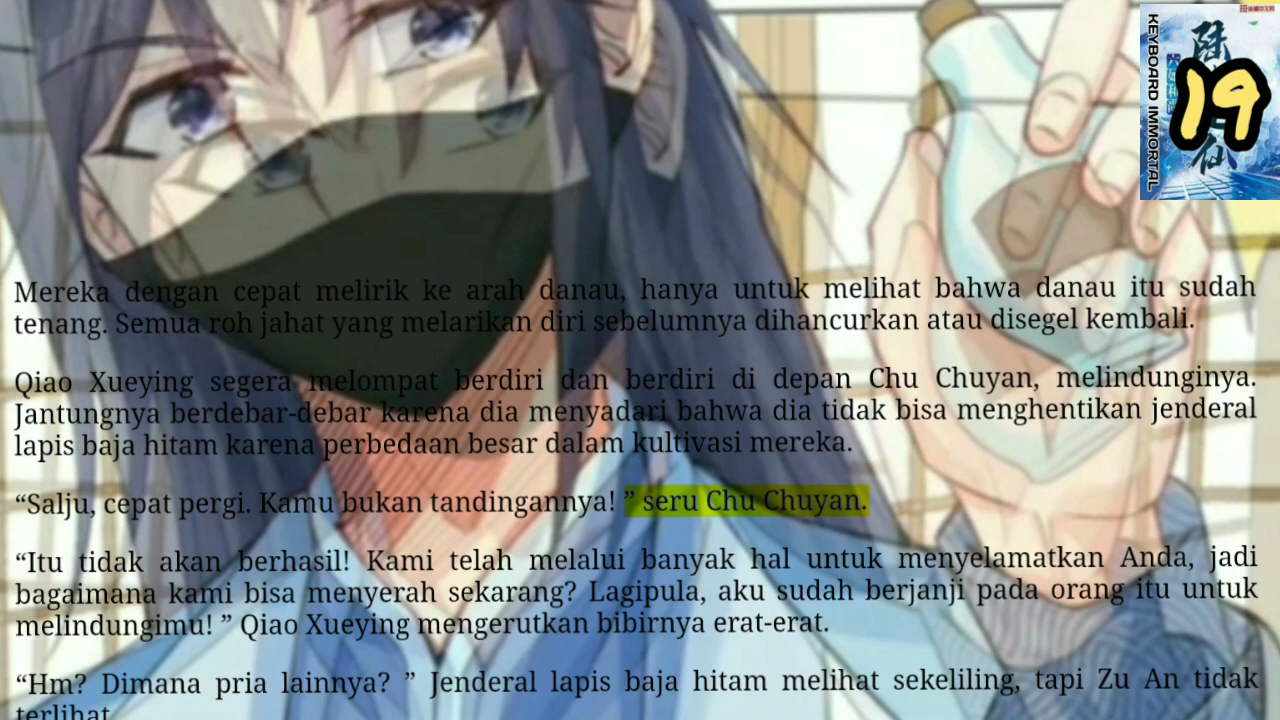 KEYBOARD IMMORTAL
19
仙
Mereka dengan cepat melirik ke arah danau, hanya untuk melihat bahwa danau itu sudah
tenang. Semua roh jahat yang melarikan diri sebelumnya dihancurkan atau disegel kembali.
Qiao Xueying segera melompat berdiri dan berdiri di depan Chu Chuyan, melindunginya.
Jantungnya berdebar-debar karena dia menyadari bahwa dia tidak bisa menghentikan jenderal
lapis baja hitam karena perbedaan besar dalam kultivasi mereka.
“Salju, cepat pergi. Kamu bukan tandingannya! ” seru Chu Chuyan.
“Itu tidak akan berhasil! Kami telah melalui banyak hal untuk menyelamatkan Anda, jadi
bagaimana kami bisa menyerah sekarang? Lagipula, aku sudah berjanji pada orang itu untuk
melindungimu! ” Qiao Xueying mengerutkan bibirnya erat-erat.
“Hm? Dimana pria lainnya? ” Jenderal lapis baja hitam melihat sekeliling, tapi Zu An tidak
terlihat.